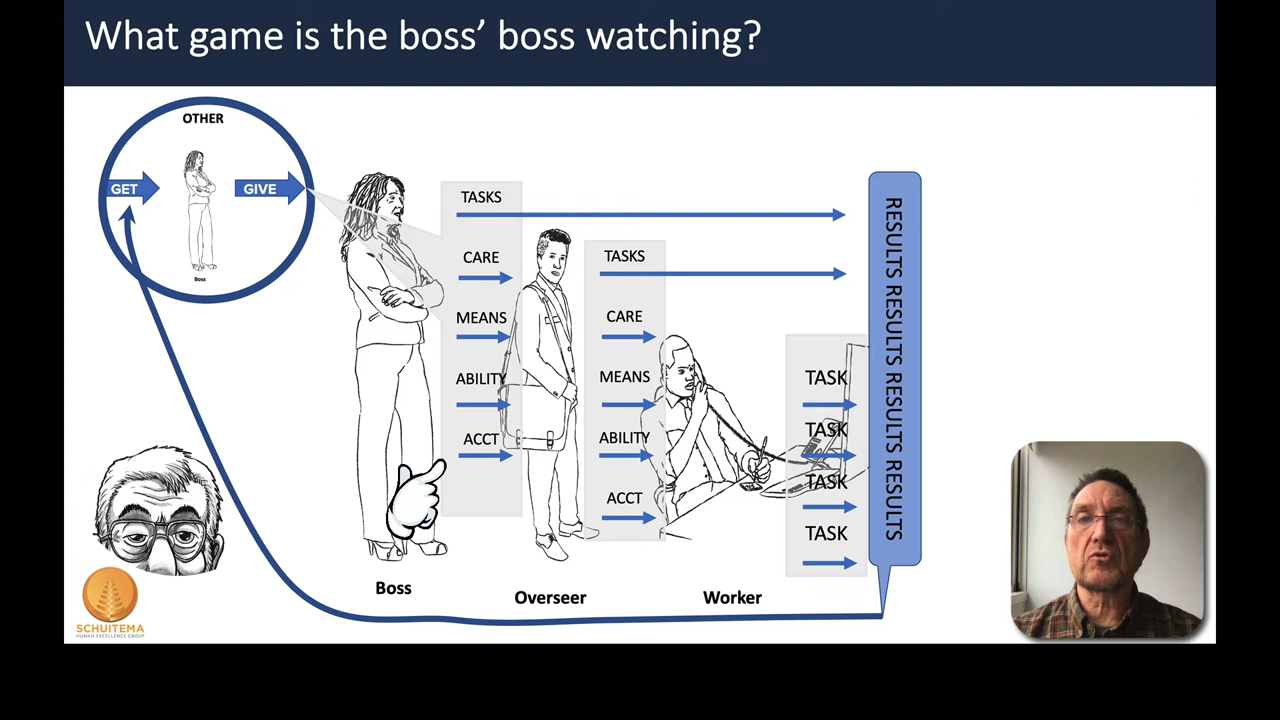 What game is the boss’ boss watching?
OTHER
GET
GIVE
Boss
TASKS
CARE
MEANS
ABILITY
ACCT
TASKS
CARE
MEANS
ABILITY
ACCT
TASK
TASK
TASK
TASK
RESULTS RESULTS RESULTS RESULTS
Boss
Overseer
Worker
SCHUITEMA
HUMAN EXCELLENCE GROUP